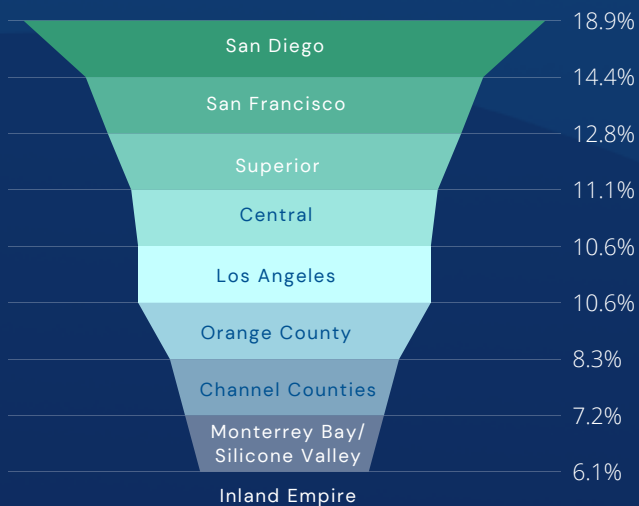 18.9%
San Diego
14.4%
San Francisco
12.8%
Superior
11.1%
Central
10.6%
Los Angeles
10.6%
Orange County
8.3%
Channel Counties
7.2%
Monterrey Bay/
Silicone Valley
6.1%
Inland Empire